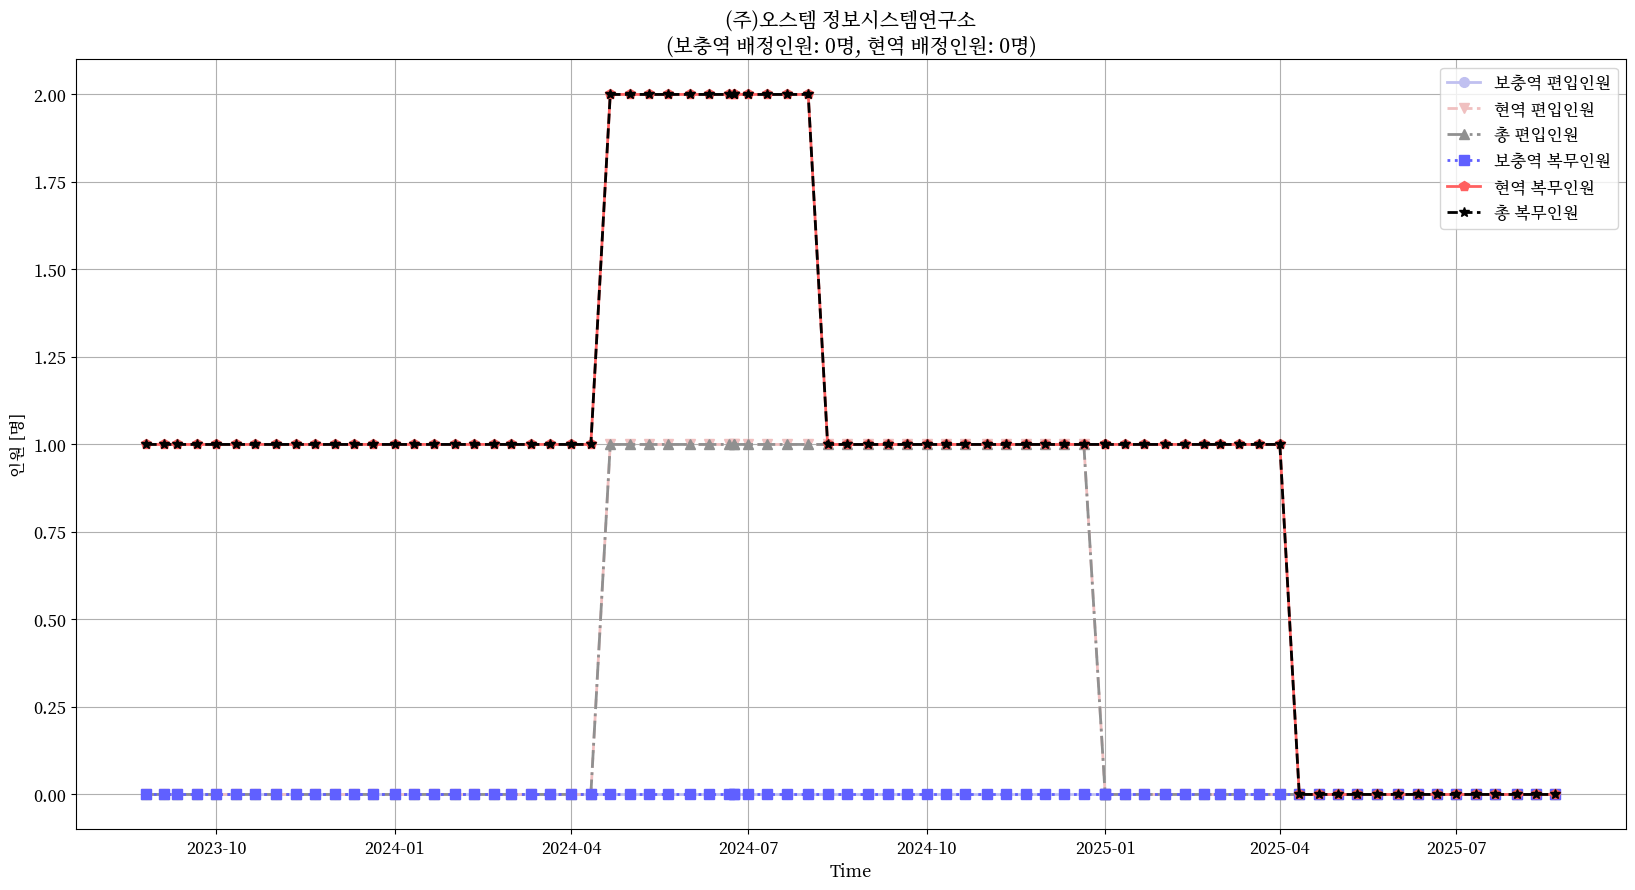 (주)오스템 정보시스템연구소
(보충역 배정인원: 0명, 현역 배정인원: 0명)
보충역 편입인원
현역 편입인원
총 편입인원
보충역 복무인원
현역 복무인원
총 복무인원
인원 [명]
2.00
1.75
1.50
1.25
1.00
0.75
0.50
0.25
0.00
2023-10
2024-01
2024-04
2024-07
2024-10
2025-01
2025-04
2025-07
Time